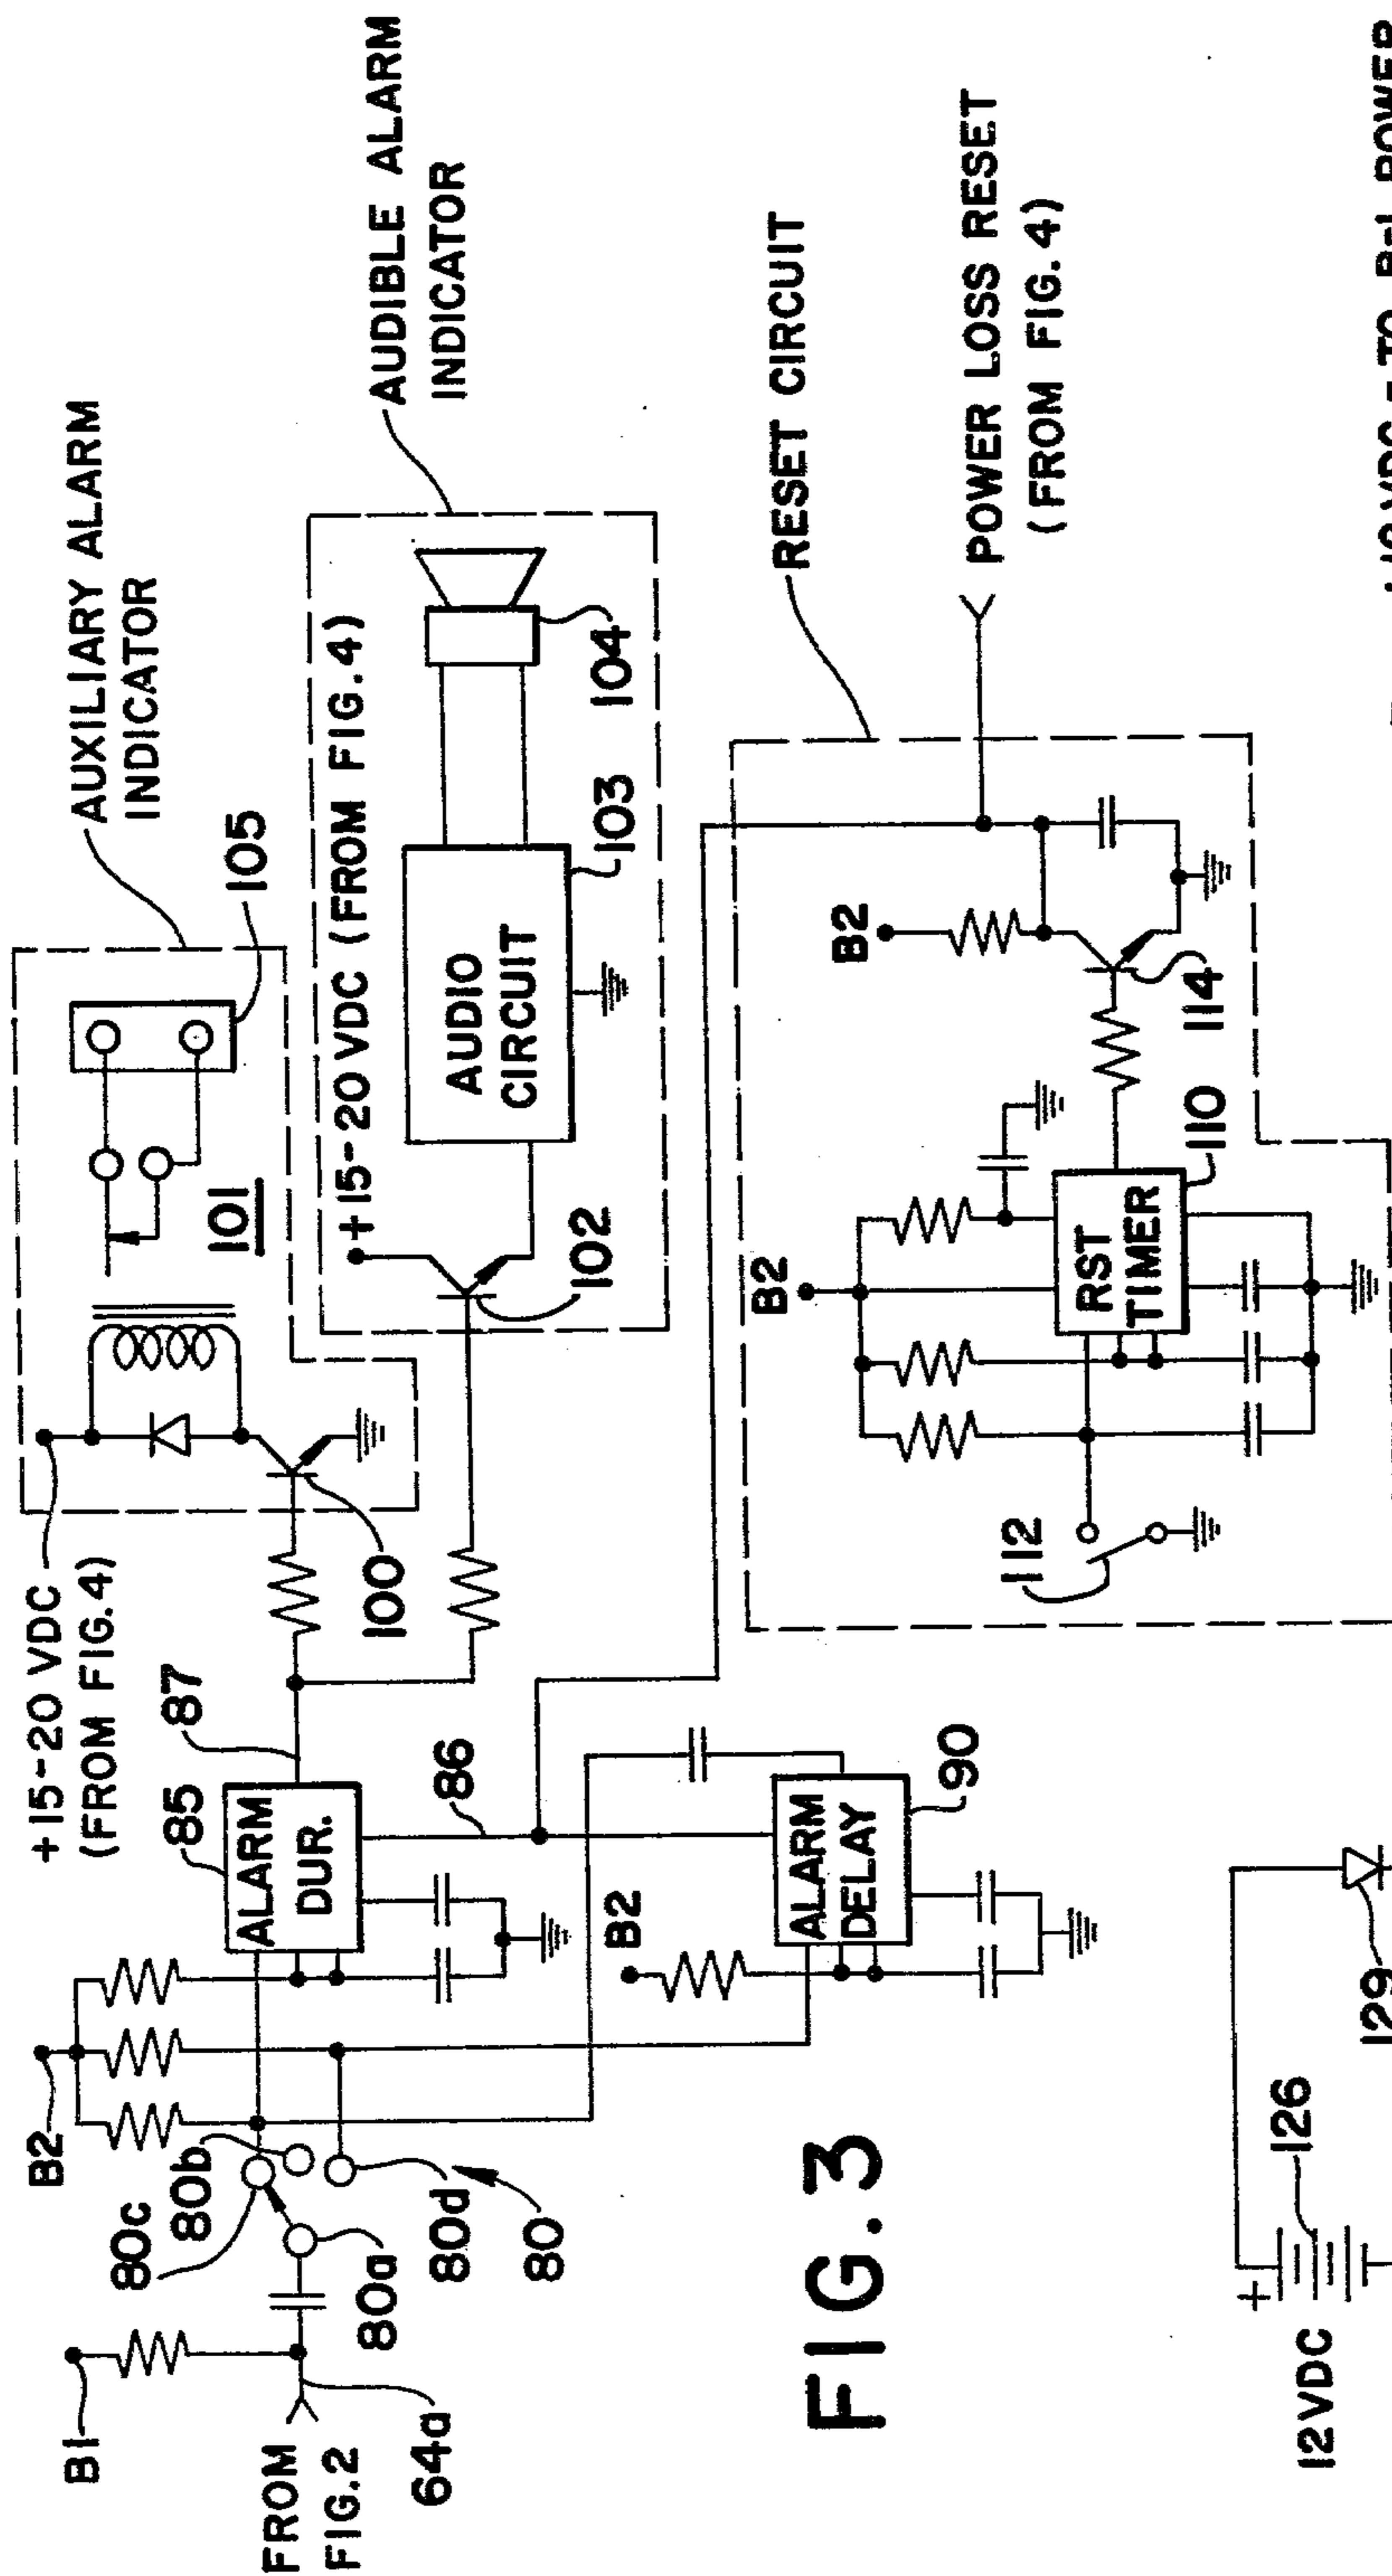 +15-20 VDC
(FROM FIG.4)
AUXILIARY ALARM
INDICATOR
105
101
100
AUDIBLE ALARM
INDICATOR
+15-20 VDC (FROM FIG.4)
AUDIO
CIRCUIT
102
103
104
B1
B2
FROM
FIG.2
64a
80a
80b
80c
80d
80
85
ALARM
DUR.
87
86
B2
ALARM
DELAY
90
RESET CIRCUIT
B2
B2
112
RST
TIMER
110
114
POWER LOSS RESET
(FROM FIG.4)
FIG.3
12VDC
+
126
129